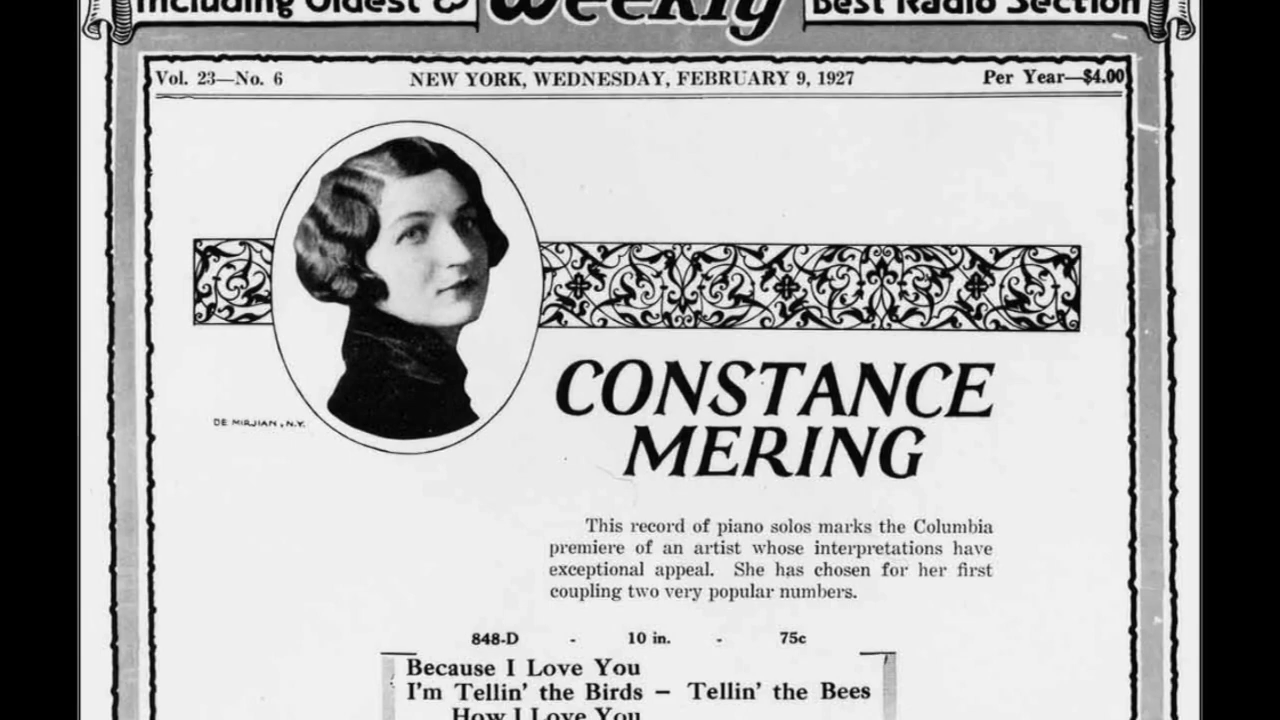 Including Oldest &
Weekly
Best Radio Section
Vol. 23—No. 6
NEW YORK, WEDNESDAY, FEBRUARY 9, 1927
Per Year—$4.00
DE MIRJIAN, N.Y.
CONSTANCE
MERING
This record of piano solos marks the Columbia
premiere of an artist whose interpretations have
exceptional appeal. She has chosen for her first
coupling two very popular numbers.
848-D - 10 in. - 75c
Because I Love You
I'm Tellin' the Birds — Tellin' the Bees
How I Love You